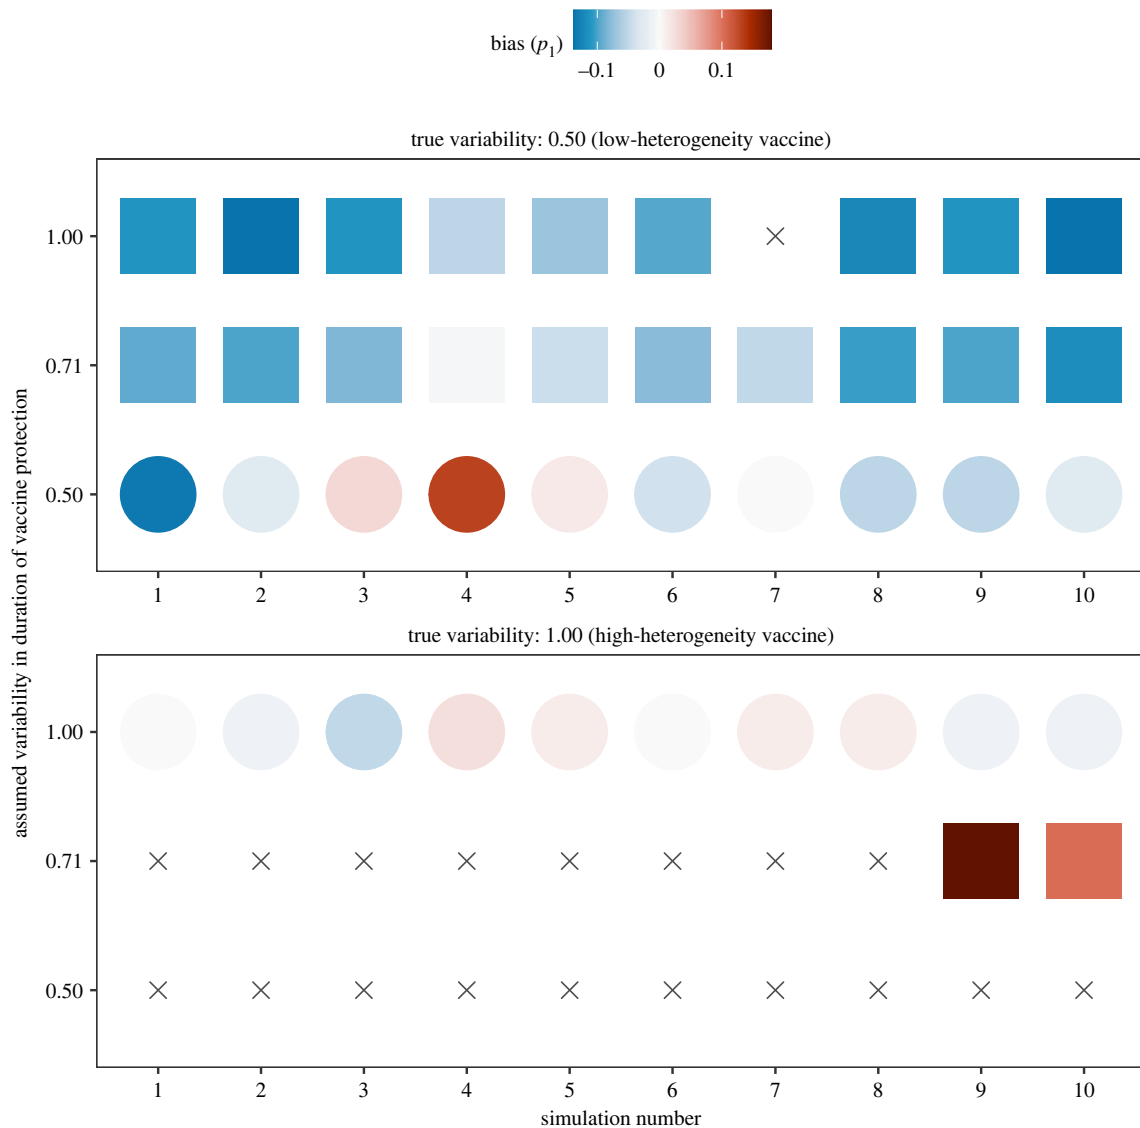 bias (p1)
–0.1 0 0.1
true variability: 0.50 (low-heterogeneity vaccine)
1.00
0.71
0.50
1 2 3 4 5 6 7 8 9 10
assumed variability in duration of vaccine protection
true variability: 1.00 (high-heterogeneity vaccine)
1.00
0.71
0.50
1 2 3 4 5 6 7 8 9 10
simulation number